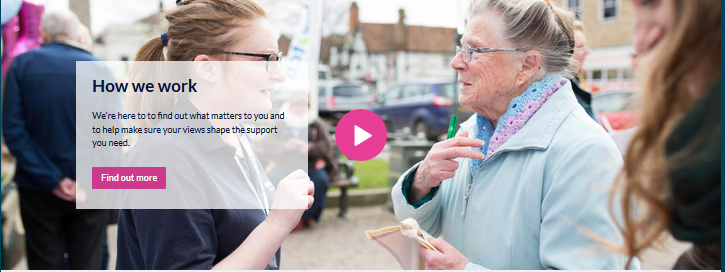 How we work
We're here to to find out what matters to you and
to help make sure your views shape the support
you need.
Find out more